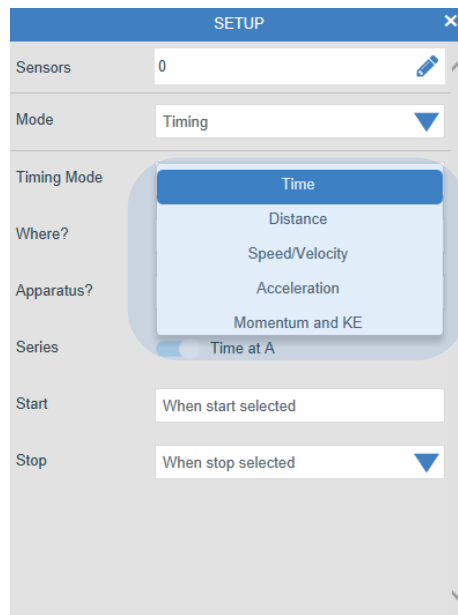 SETUP ×
Sensors 0
Mode Timing
Timing Mode Time
Distance
Where?
Speed/Velocity
Apparatus? Acceleration
Momentum and KE
Series Time at A
Start When start selected
Stop When stop selected